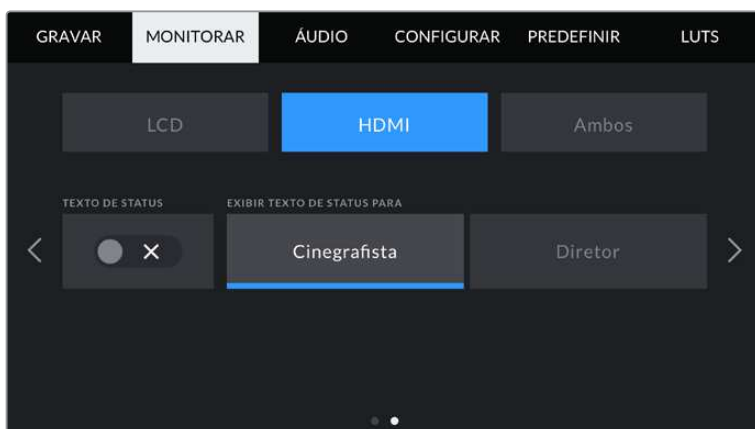 GRAVAR MONITORAR ÁUDIO CONFIGURAR PREDEFINIR LUTS
LCD HDMI Ambos
TEXTO DE STATUS EXIBIR TEXTO DE STATUS PARA
Cinegrafista Diretor